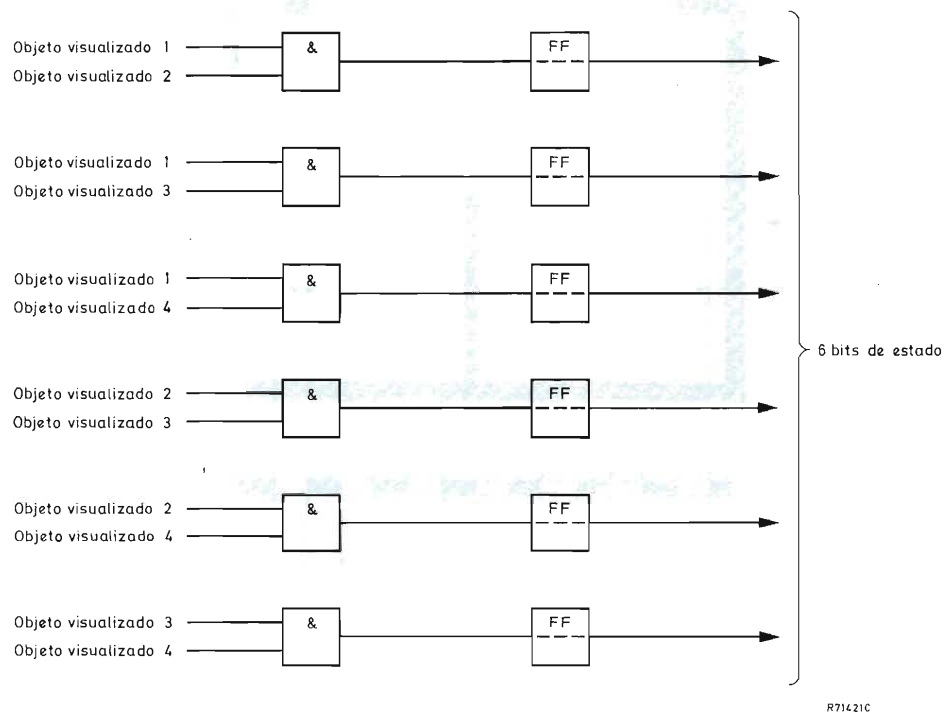 Objeto visualizado 1
&
FF
Objeto visualizado 2
Objeto visualizado 1
&
FF
Objeto visualizado 3
Objeto visualizado 1
&
FF
Objeto visualizado 4
6 bits de estado
Objeto visualizado 2
&
FF
Objeto visualizado 3
Objeto visualizado 2
&
FF
Objeto visualizado 4
Objeto visualizado 3
&
FF
Objeto visualizado 4
R71421C